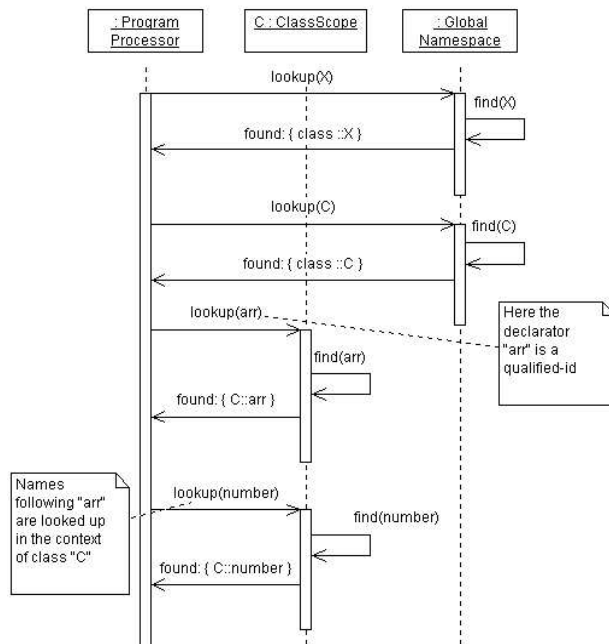 : Program
Processor
C : ClassScope
: Global
Namespace
lookup(X)
find(X)
found: { class ::X }
lookup(C)
find(C)
found: { class ::C }
lookup(arr)
Here the
declarator
"arr" is a
qualified-id
find(arr)
found: { C::arr }
Names
following "arr"
are looked up
in the context
of class "C"
lookup(number)
find(number)
found: { C::number }